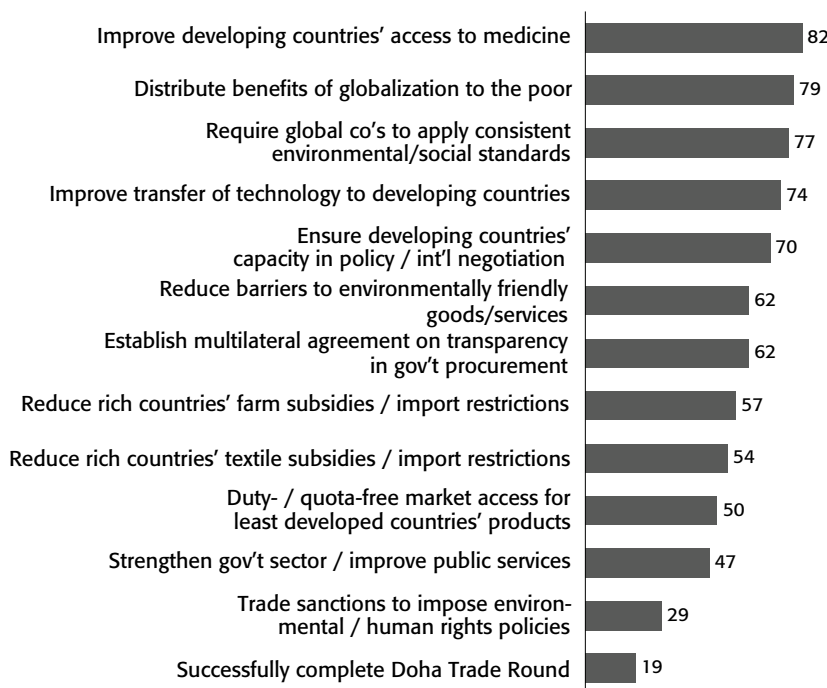 Improve developing countries' access to medicine 82
Distribute benefits of globalization to the poor 79
Require global co's to apply consistent
environmental/social standards 77
Improve transfer of technology to developing countries 74
Ensure developing countries'
capacity in policy / int'l negotiation 70
Reduce barriers to environmentally friendly
goods/services 62
Establish multilateral agreement on transparency
in gov't procurement 62
Reduce rich countries' farm subsidies / import restrictions 57
Reduce rich countries' textile subsidies / import restrictions 54
Duty- / quota-free market access for
least developed countries' products 50
Strengthen gov't sector / improve public services 47
Trade sanctions to impose environ-
mental / human rights policies 29
Successfully complete Doha Trade Round 19